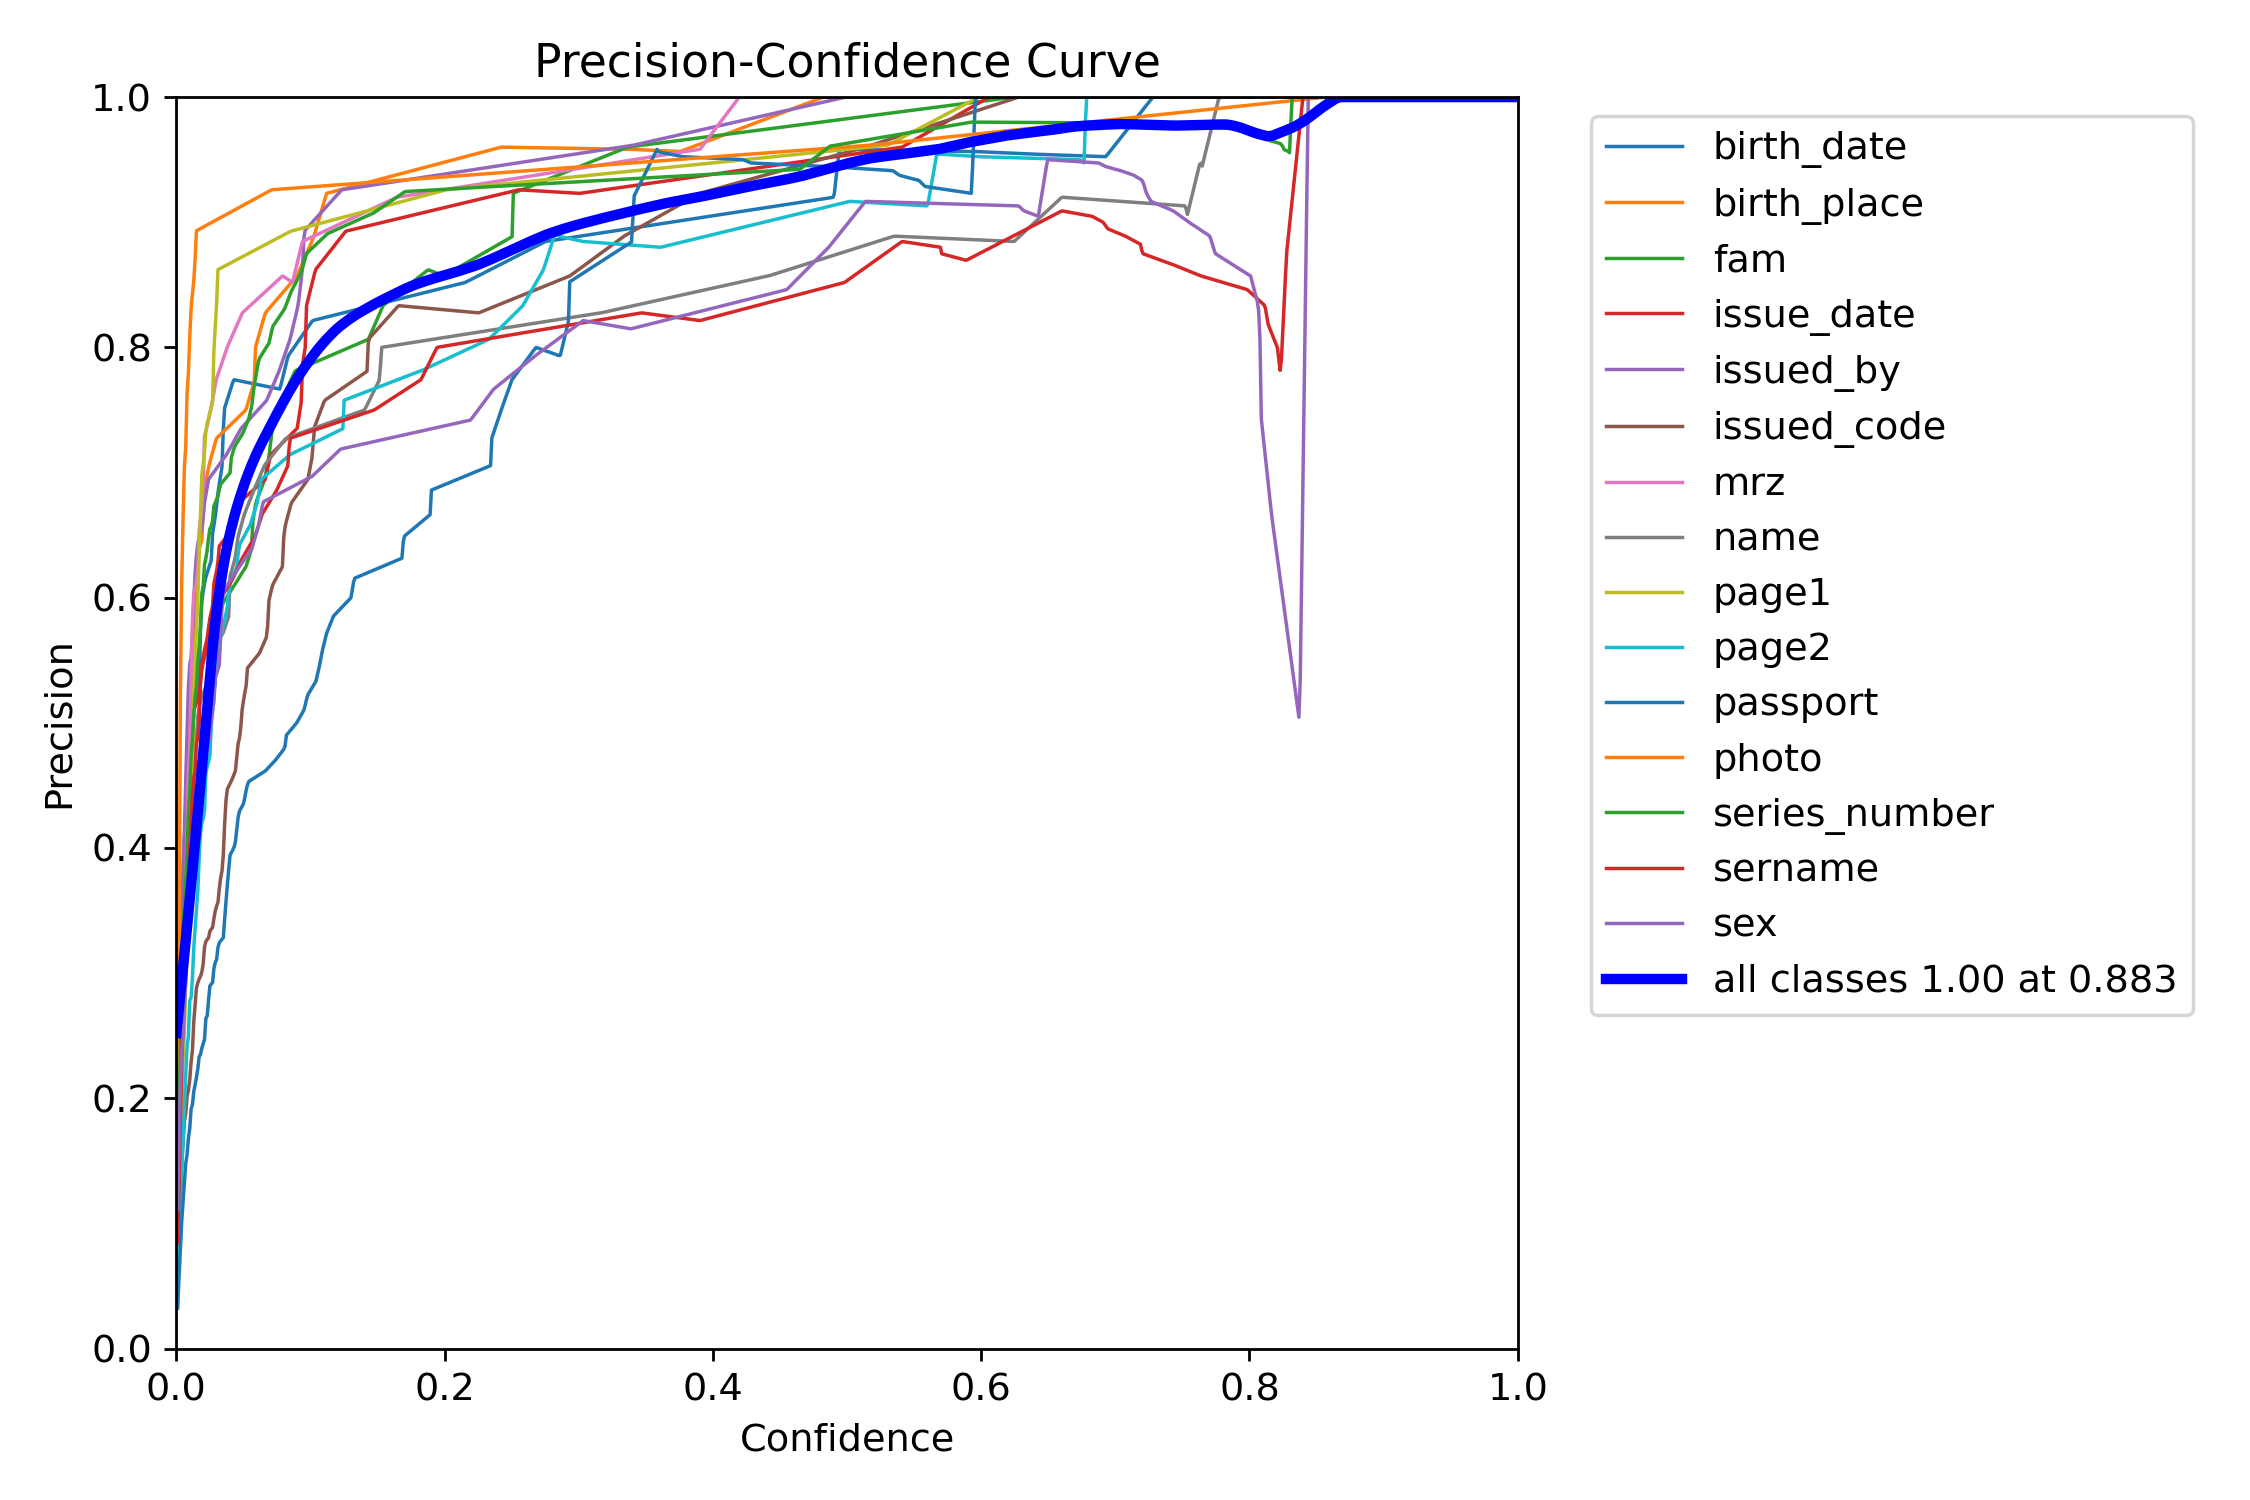 Precision-Confidence Curve
1.0
0.8
0.6
0.4
0.2
0.0
Precision
0.0 0.2 0.4 0.6 0.8 1.0
Confidence
birth_date
birth_place
fam
issue_date
issued_by
issued_code
mrz
name
page1
page2
passport
photo
series_number
sername
sex
all classes 1.00 at 0.883